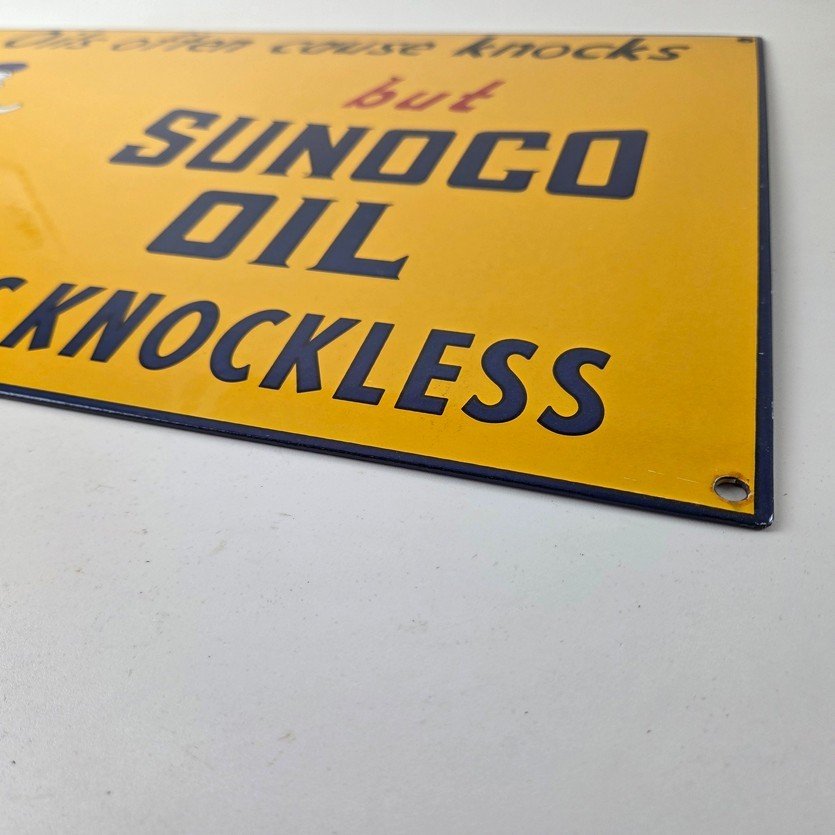 Oils often cause knocks
but
SUNOCO
OIL
KNOCKLESS